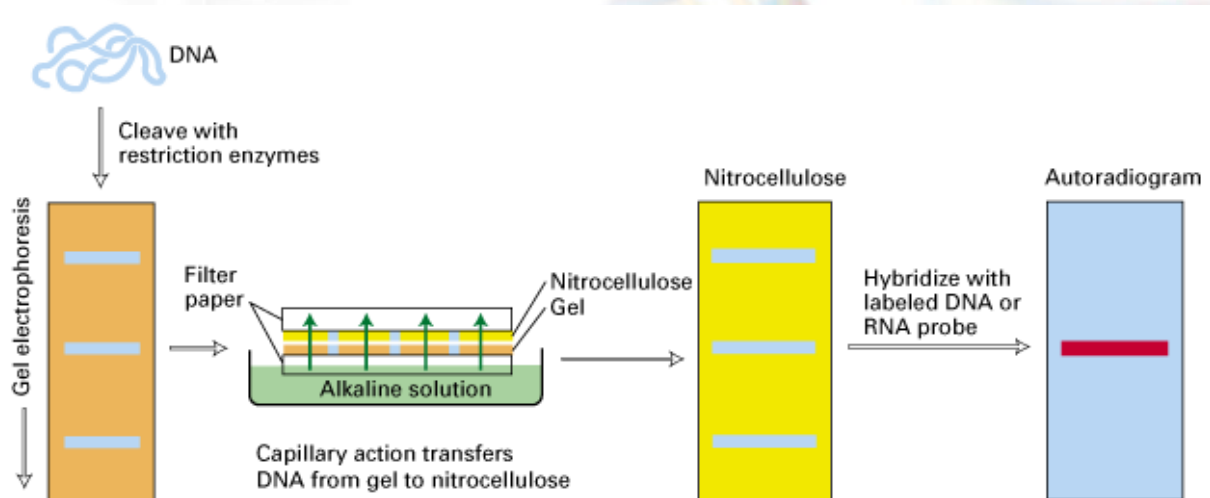 DNA
Cleave with
restriction enzymes
Gel electrophoresis
Filter
paper
Nitrocellulose
Gel
Alkaline solution
Capillary action transfers
DNA from gel to nitrocellulose
Nitrocellulose
Hybridize with
labeled DNA or
RNA probe
Autoradiogram